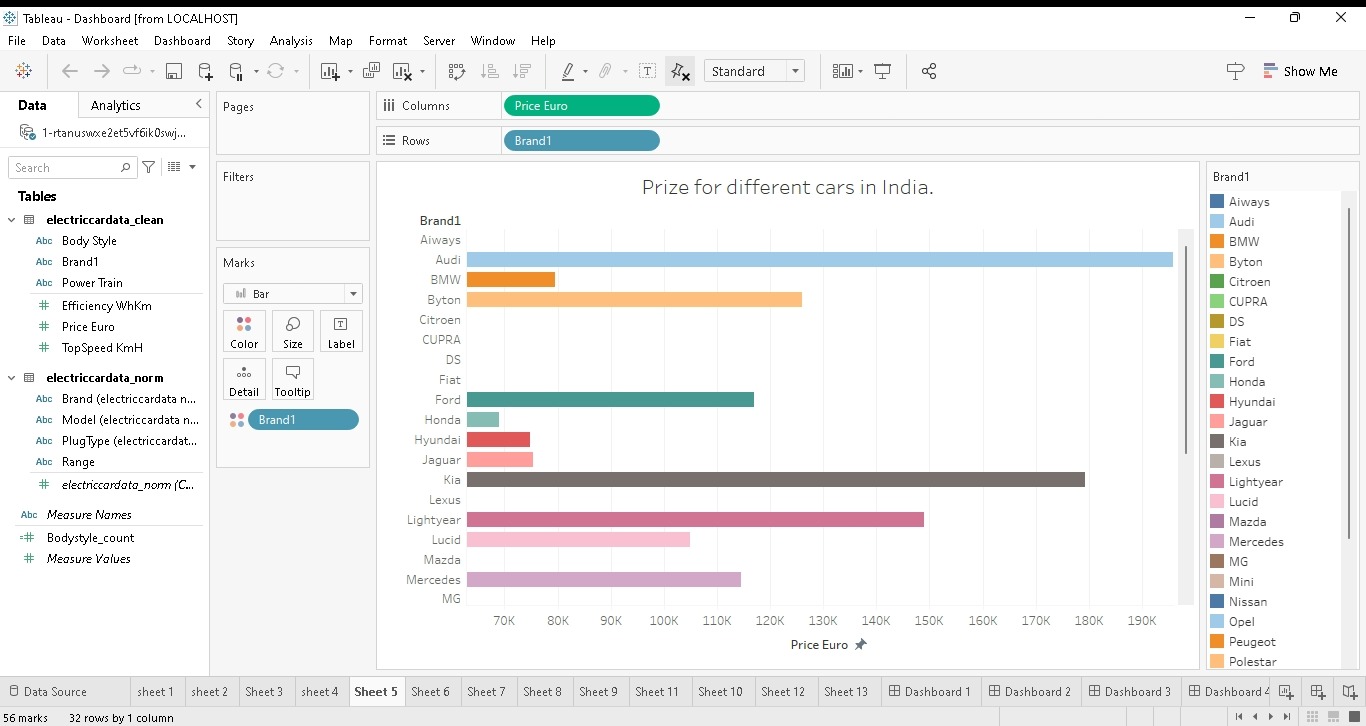 Tableau - Dashboard [from LOCALHOST]
File Data Worksheet Dashboard Story Analysis Map Format Server Window Help
Standard
Show Me
Data Analytics
1-rtanuswxe2et5vf6ik0swj...
Search
Tables
electriccardata_clean
Abc Body Style
Abc Brand1
Abc Power Train
Efficiency WhKm
Price Euro
TopSpeed KmH
electriccardata_norm
Abc Brand (electriccardata n...
Abc Model (electriccardata n...
Abc PlugType (electriccardat...
Abc Range
electriccardata_norm (C...
Abc Measure Names
Bodystyle_count
Measure Values
Pages
Filters
Marks
Bar
Color Size Label
Detail Tooltip
Brand1
Columns Price Euro
Rows Brand1
Prize for different cars in India.
Brand1
Aiways
Audi
BMW
Byton
Citroen
CUPRA
DS
Fiat
Ford
Honda
Hyundai
Jaguar
Kia
Lexus
Lightyear
Lucid
Mazda
Mercedes
MG
70K 80K 90K 100K 110K 120K 130K 140K 150K 160K 170K 180K 190K
Price Euro
Brand1
Aiways
Audi
BMW
Byton
Citroen
CUPRA
DS
Fiat
Ford
Honda
Hyundai
Jaguar
Kia
Lexus
Lightyear
Lucid
Mazda
Mercedes
MG
Mini
Nissan
Opel
Peugeot
Polestar
Data Source sheet 1 sheet 2 Sheet 3 sheet 4 Sheet 5 Sheet 6 Sheet 7 Sheet 8 Sheet 9 Sheet 11 Sheet 10 Sheet 12 Sheet 13 Dashboard 1 Dashboard 2 Dashboard 3 Dashboard 4
56 marks 32 rows by 1 column